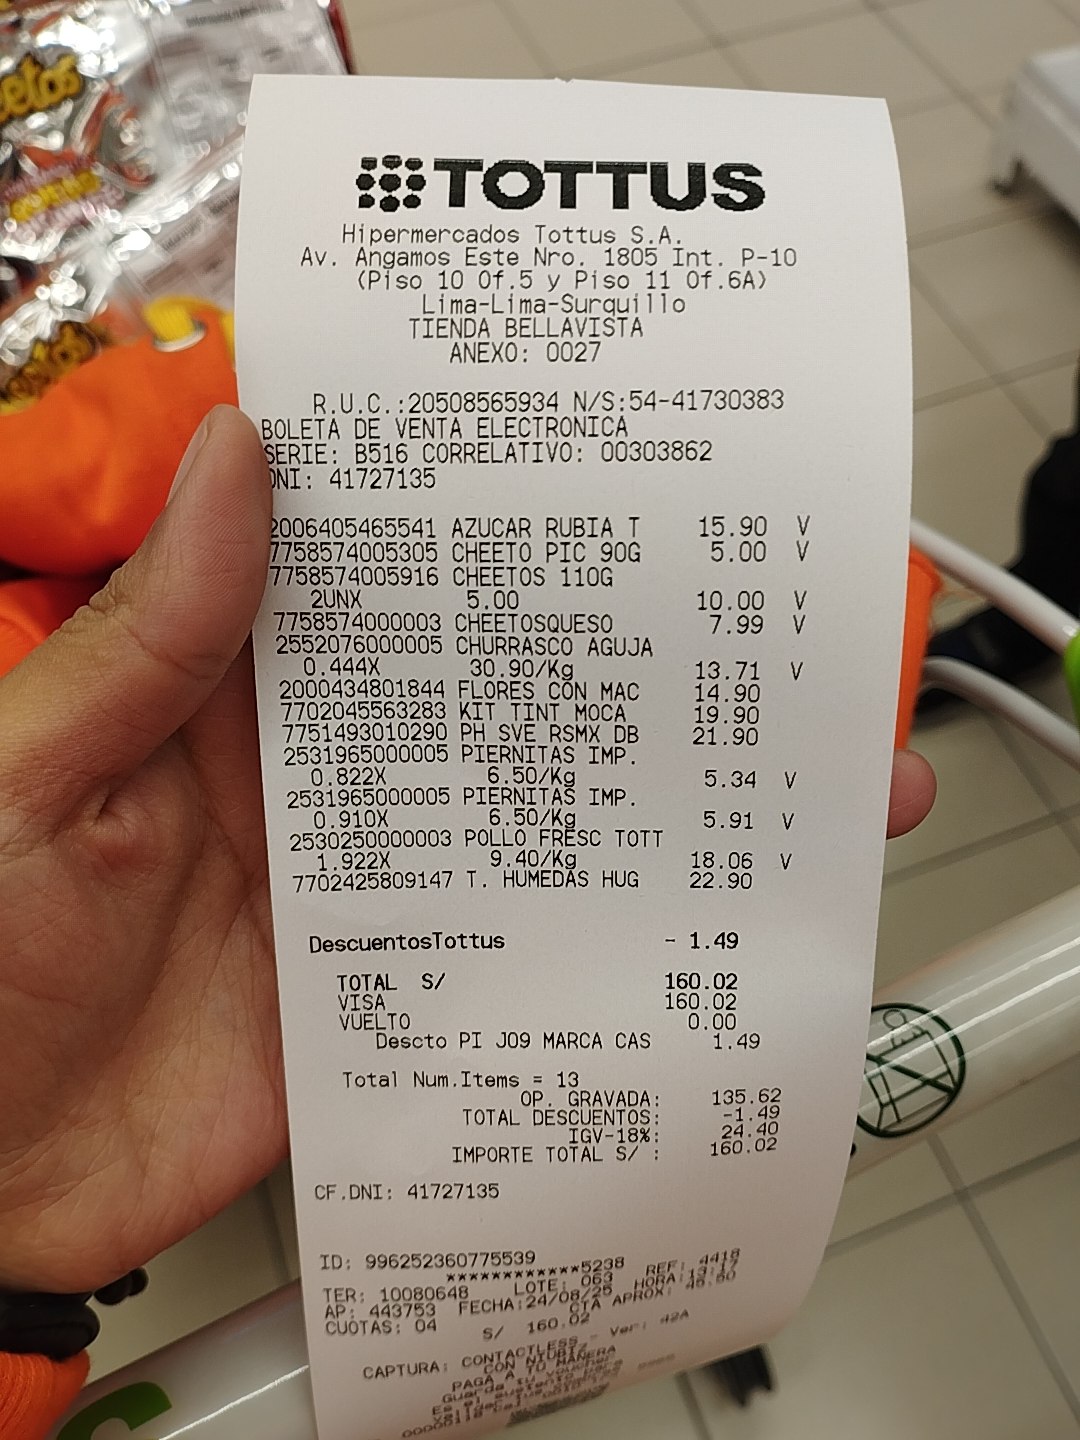 eetos
TOTTUS
Hipermercados Tottus S.A.
Av. Angamos Este Nro. 1805 Int. P-10
(Piso 10 Of.5 y Piso 11 Of.6A)
Lima-Lima-Surquillo
TIENDA BELLAVISTA
ANEXO: 0027
R.U.C.:20508565934 N/S:54-41730383
BOLETA DE VENTA ELECTRONICA
SERIE: B516 CORRELATIVO: 00303862
DNI: 41727135
2006405465541 AZUCAR RUBIA T 15.90 V
7758574005305 CHEETO PIC 90G 5.00 V
7758574005916 CHEETOS 110G
2UNX 5.00 10.00 V
7758574000003 CHEETOSQUESO 7.99 V
2552076000005 CHURRASCO AGUJA
0.444X 30.90/Kg 13.71 V
2000434801844 FLORES CON MAC 14.90
7702045563283 KIT TINT MOCA 19.90
7751493010290 PH SVE RSMX DB 21.90
2531965000005 PIERNITAS IMP.
0.822X 6.50/Kg 5.34 V
2531965000005 PIERNITAS IMP.
0.910X 6.50/Kg 5.91 V
2530250000003 POLLO FRESC TOTT
1.922X 9.40/Kg 18.06 V
7702425809147 T. HUMEDAS HUG 22.90
DescuentosTottus - 1.49
TOTAL S/ 160.02
VISA 160.02
VUELTO 0.00
Descto PI J09 MARCA CAS 1.49
Total Num.Items = 13
OP. GRAVADA: 135.62
TOTAL DESCUENTOS: -1.49
IGV-18%: 24.40
IMPORTE TOTAL S/ : 160.02
CF.DNI: 41727135
ID: 996252360775539
************5238 REF: 4418
TER: 10080648 LOTE: 063 HORA:13:17
AP: 443753 FECHA:24/08/25 CTA APROX:
CUOTAS: 04 S/ 160.02
CAPTURA: CONTACTLESS - Ver: 42A
CON NIUBIZ
PAGA A TU MANERA
Guarda tu voucher